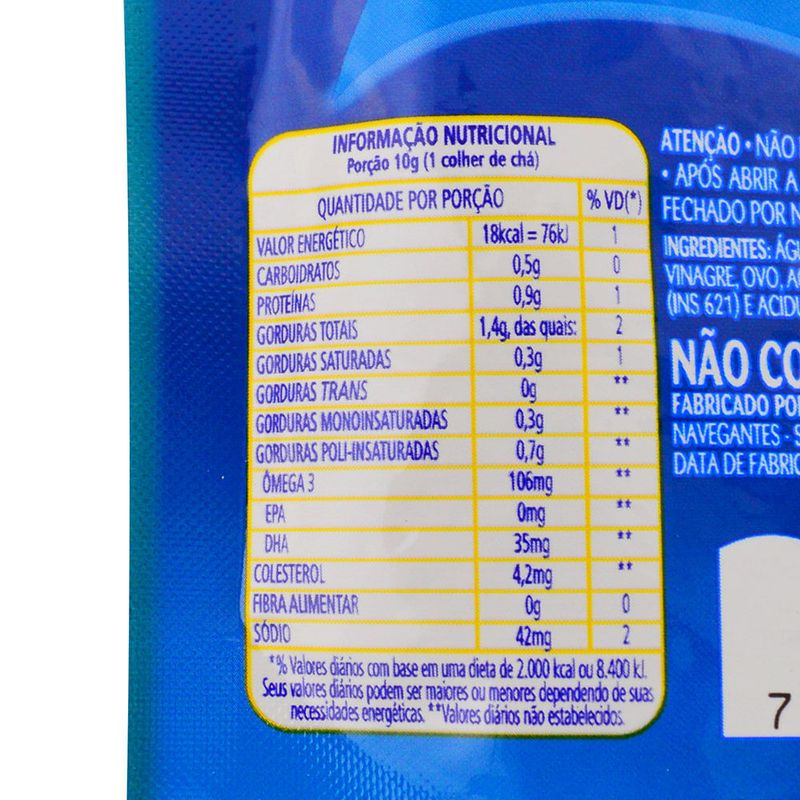 INFORMAÇÃO NUTRICIONAL
Porção 10g (1 colher de chá)
QUANTIDADE POR PORÇÃO % VD(*)
VALOR ENERGÉTICO 18kcal = 76kJ 1
CARBOIDRATOS 0,5g 0
PROTEÍNAS 0,9g 1
GORDURAS TOTAIS 1,4g, das quais: 2
GORDURAS SATURADAS 0,3g 1
GORDURAS TRANS 0g **
GORDURAS MONOINSATURADAS 0,3g **
GORDURAS POLI-INSATURADAS 0,7g **
ÔMEGA 3 106mg **
EPA 0mg **
DHA 35mg **
COLESTEROL 4,2mg **
FIBRA ALIMENTAR 0g 0
SÓDIO 42mg 2
*% Valores diários com base em uma dieta de 2.000 kcal ou 8.400 kJ.
Seus valores diários podem ser maiores ou menores dependendo de suas
necessidades energéticas. **Valores diários não estabelecidos.
ATENÇÃO • NÃO
• APÓS ABRIR A
FECHADO POR
INGREDIENTES:
VINAGRE, OVO,
(INS 621) E
NÃO
FABRICADO
NAVEGANTES -
DATA DE
7